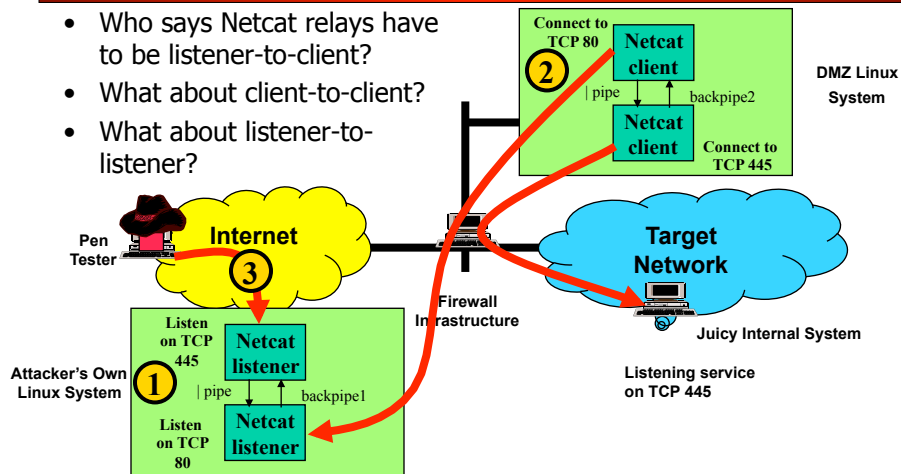 • Who says Netcat relays have
to be listener-to-client?
• What about client-to-client?
• What about listener-to-
listener?
Connect to
TCP 80
2
Netcat
client
| pipe
backpipe2
Netcat
client
Connect to
TCP 445
DMZ Linux
System
Pen
Tester
Internet
3
Firewall
Infrastructure
Target
Network
Juicy Internal System
Listening service
on TCP 445
Attacker's Own
Linux System
1
Listen
on TCP
445
Netcat
listener
| pipe
backpipe1
Listen
on TCP
80
Netcat
listener